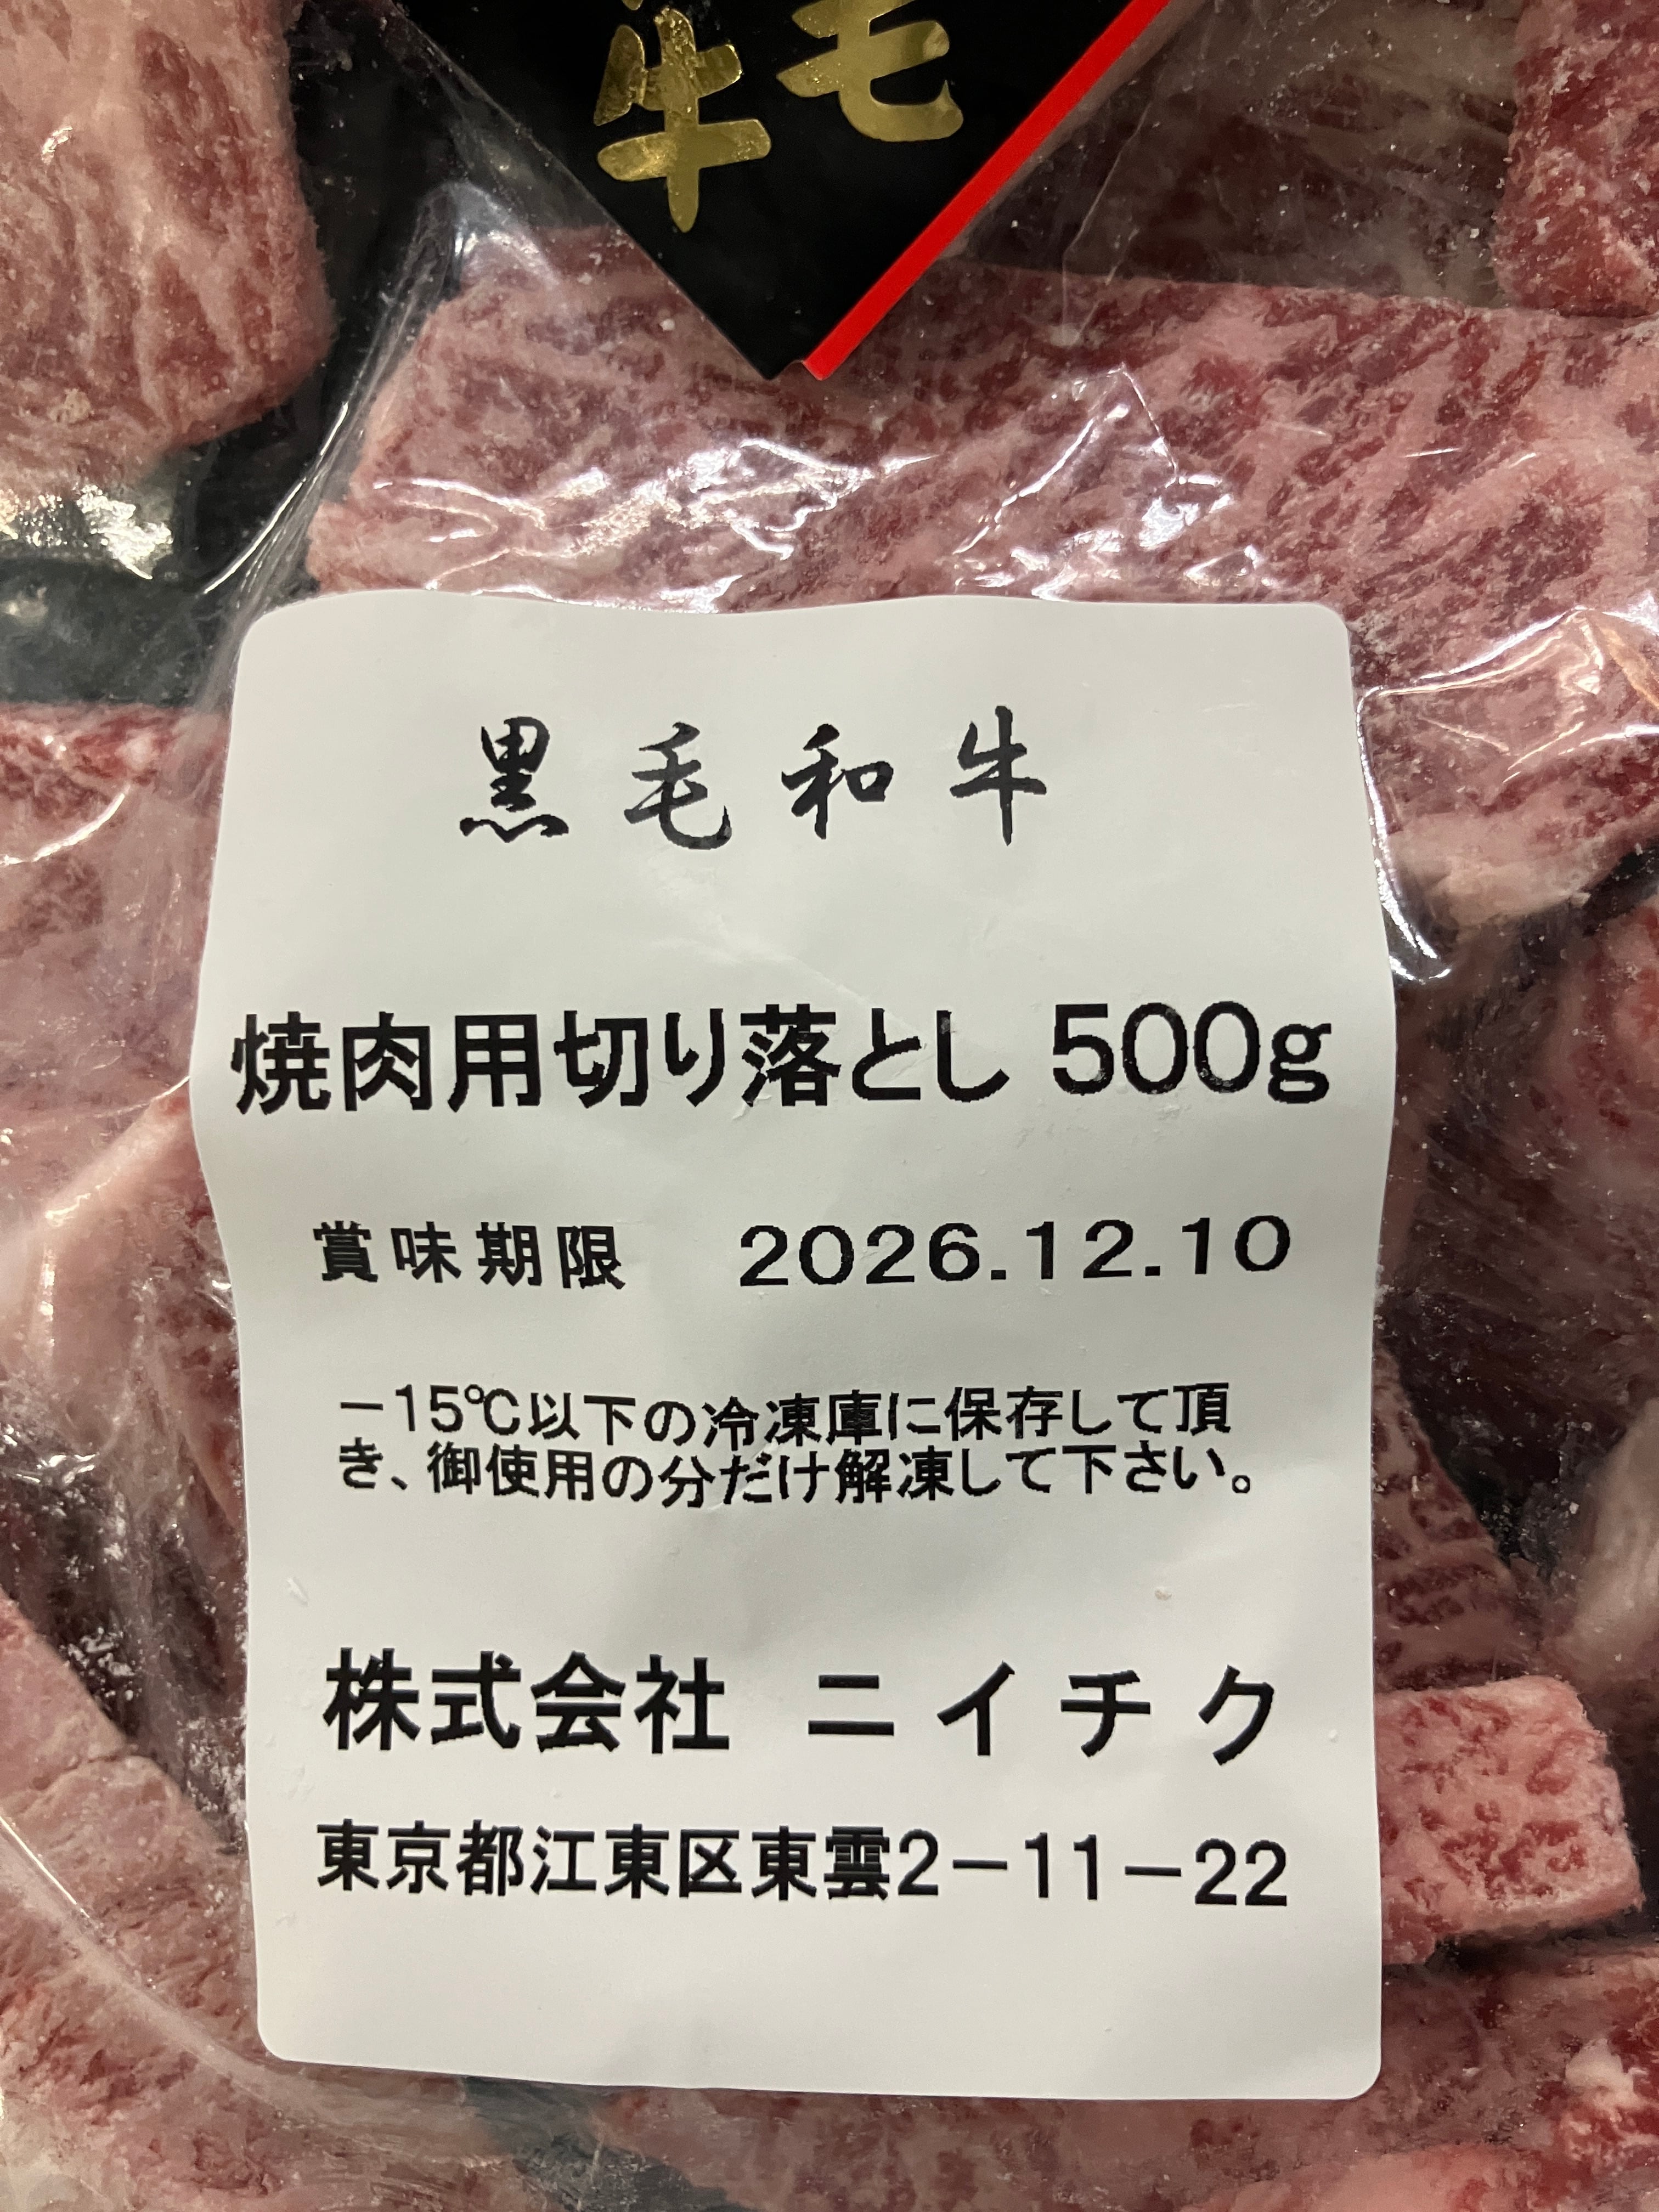 毛
牛
黒毛和牛
焼肉用切り落とし 500g
賞味期限 2026.12.10
－15℃以下の冷凍庫に保存して頂
き、御使用の分だけ解凍して下さい。
株式会社 ニイチク
東京都江東区東雲2－11－22